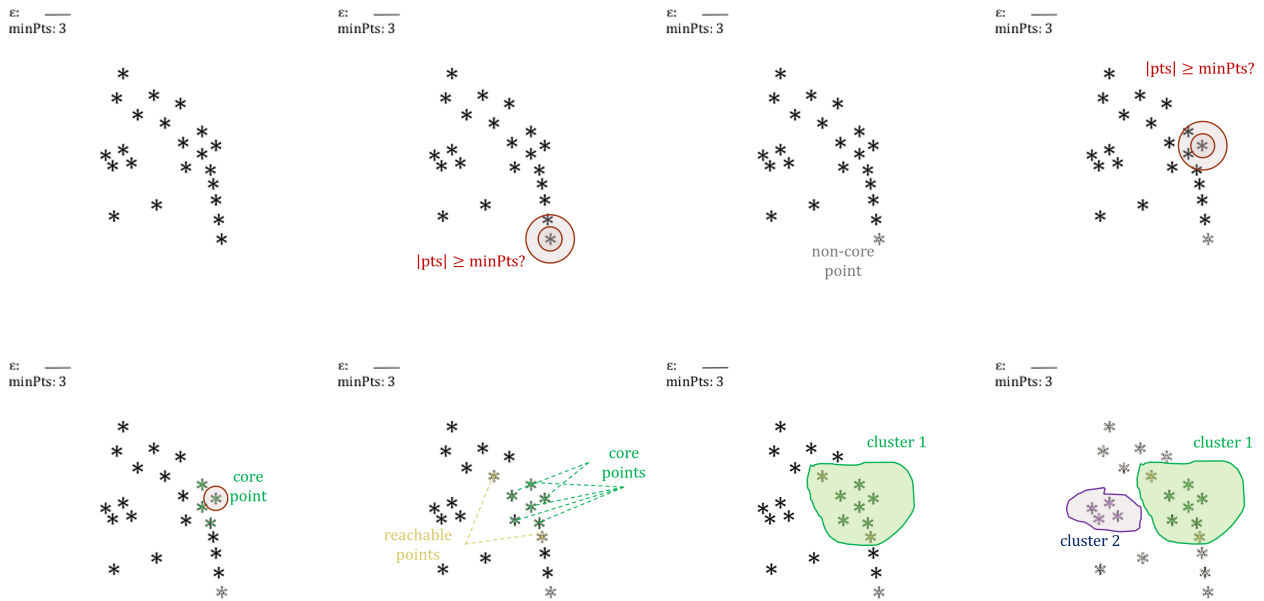 ε:
minPts: 3
ε:
minPts: 3
|pts| ≥ minPts?
ε:
minPts: 3
non-core
point
ε:
minPts: 3
|pts| ≥ minPts?
ε:
minPts: 3
core
point
ε:
minPts: 3
core
points
reachable
points
ε:
minPts: 3
cluster 1
ε:
minPts: 3
cluster 1
cluster 2